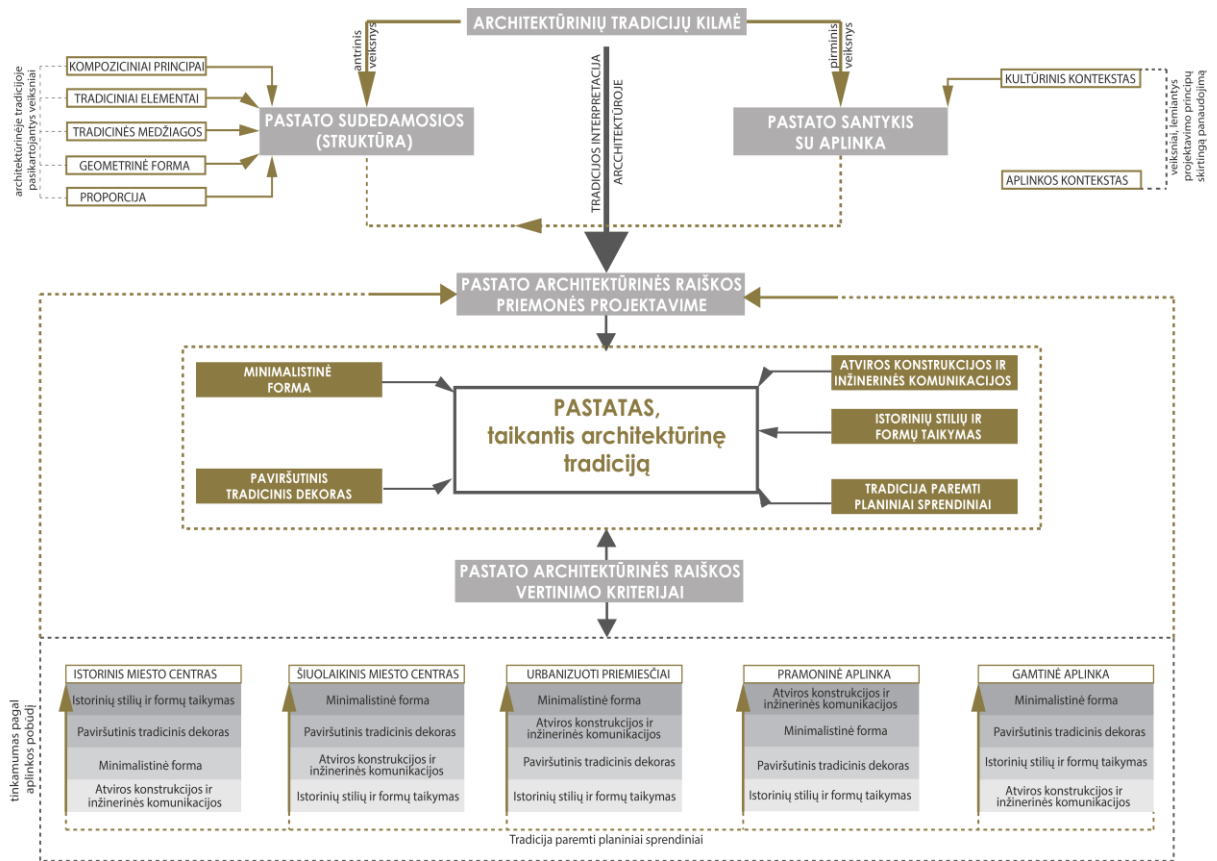 ARCHITEKTŪRINIŲ TRADICIJŲ KILMĖ
antrinis
veiksnys
pirminis
veiksnys
TRADICIJOS INTERPRETACIJA
ARCCHITEKTŪROJE
architektūrinėje tradicijoje
pasikartojantys veiksniai
KOMPOZICINIAI PRINCIPAI
TRADICINIAI ELEMENTAI
TRADICINĖS MEDŽIAGOS
GEOMETRINĖ FORMA
PROPORCIJA
PASTATO SUDEDAMOSIOS
(STRUKTŪRA)
PASTATO SANTYKIS
SU APLINKA
KULTŪRINIS KONTEKSTAS
APLINKOS KONTEKSTAS
veiksniai, lemiantys
projektavimo principų
skirtingą panaudojimą
PASTATO ARCHITEKTŪRINĖS RAIŠKOS
PRIEMONĖS PROJEKTAVIME
MINIMALISTINĖ
FORMA
PAVIRŠUTINIS
TRADICINIS DEKORAS
PASTATAS,
taikantis architektūrinę
tradiciją
ATVIROS KONSTRUKCIJOS IR
INŽINERINĖS KOMUNIKACIJOS
ISTORINIŲ STILIŲ IR
FORMŲ TAIKYMAS
TRADICIJA PAREMTI
PLANINIAI SPRENDINIAI
PASTATO ARCHITEKTŪRINĖS RAIŠKOS
VERTINIMO KRITERIJAI
tinkamumas pagal
aplinkos pobūdį
ISTORINIS MIESTO CENTRAS
Istorinių stilių ir formų taikymas
Paviršutinis tradicinis dekoras
Minimalistinė forma
Atviros konstrukcijos ir
inžinerinės komunikacijos
ŠIUOLAIKINIS MIESTO CENTRAS
Minimalistinė forma
Paviršutinis tradicinis dekoras
Atviros konstrukcijos ir
inžinerinės komunikacijos
Istorinių stilių ir formų taikymas
URBANIZUOTI PRIEMIESČIAI
Minimalistinė forma
Atviros konstrukcijos ir
inžinerinės komunikacijos
Paviršutinis tradicinis dekoras
Istorinių stilių ir formų taikymas
PRAMONINĖ APLINKA
Atviros konstrukcijos ir
inžinerinės komunikacijos
Minimalistinė forma
Paviršutinis tradicinis dekoras
Istorinių stilių ir formų taikymas
GAMTINĖ APLINKA
Minimalistinė forma
Paviršutinis tradicinis dekoras
Istorinių stilių ir formų taikymas
Atviros konstrukcijos ir
inžinerinės komunikacijos
Tradicija paremti planiniai sprendiniai